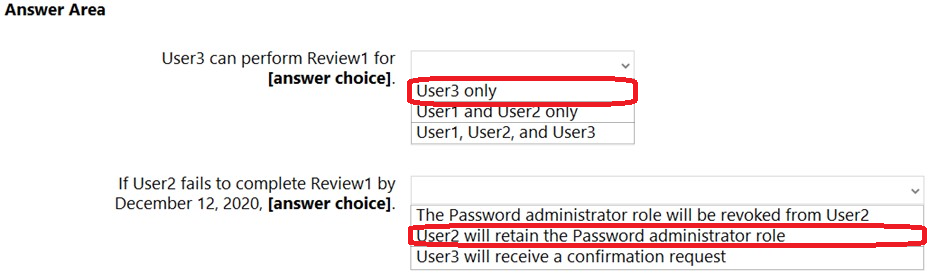 Answer Area
User3 can perform Review1 for
[answer choice].
User3 only
User1 and User2 only
User1, User2, and User3
If User2 fails to complete Review1 by
December 12, 2020, [answer choice].
The Password administrator role will be revoked from User2
User2 will retain the Password administrator role
User3 will receive a confirmation request